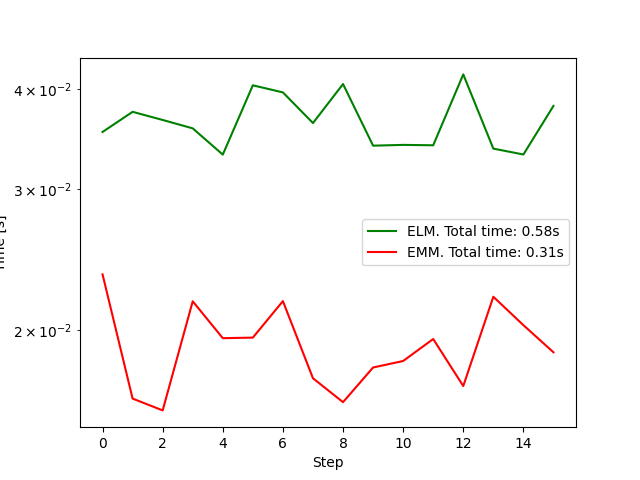 4 × 10⁻²
3 × 10⁻²
2 × 10⁻²
Time [s]
ELM. Total time: 0.58s
EMM. Total time: 0.31s
0 2 4 6 8 10 12 14
Step